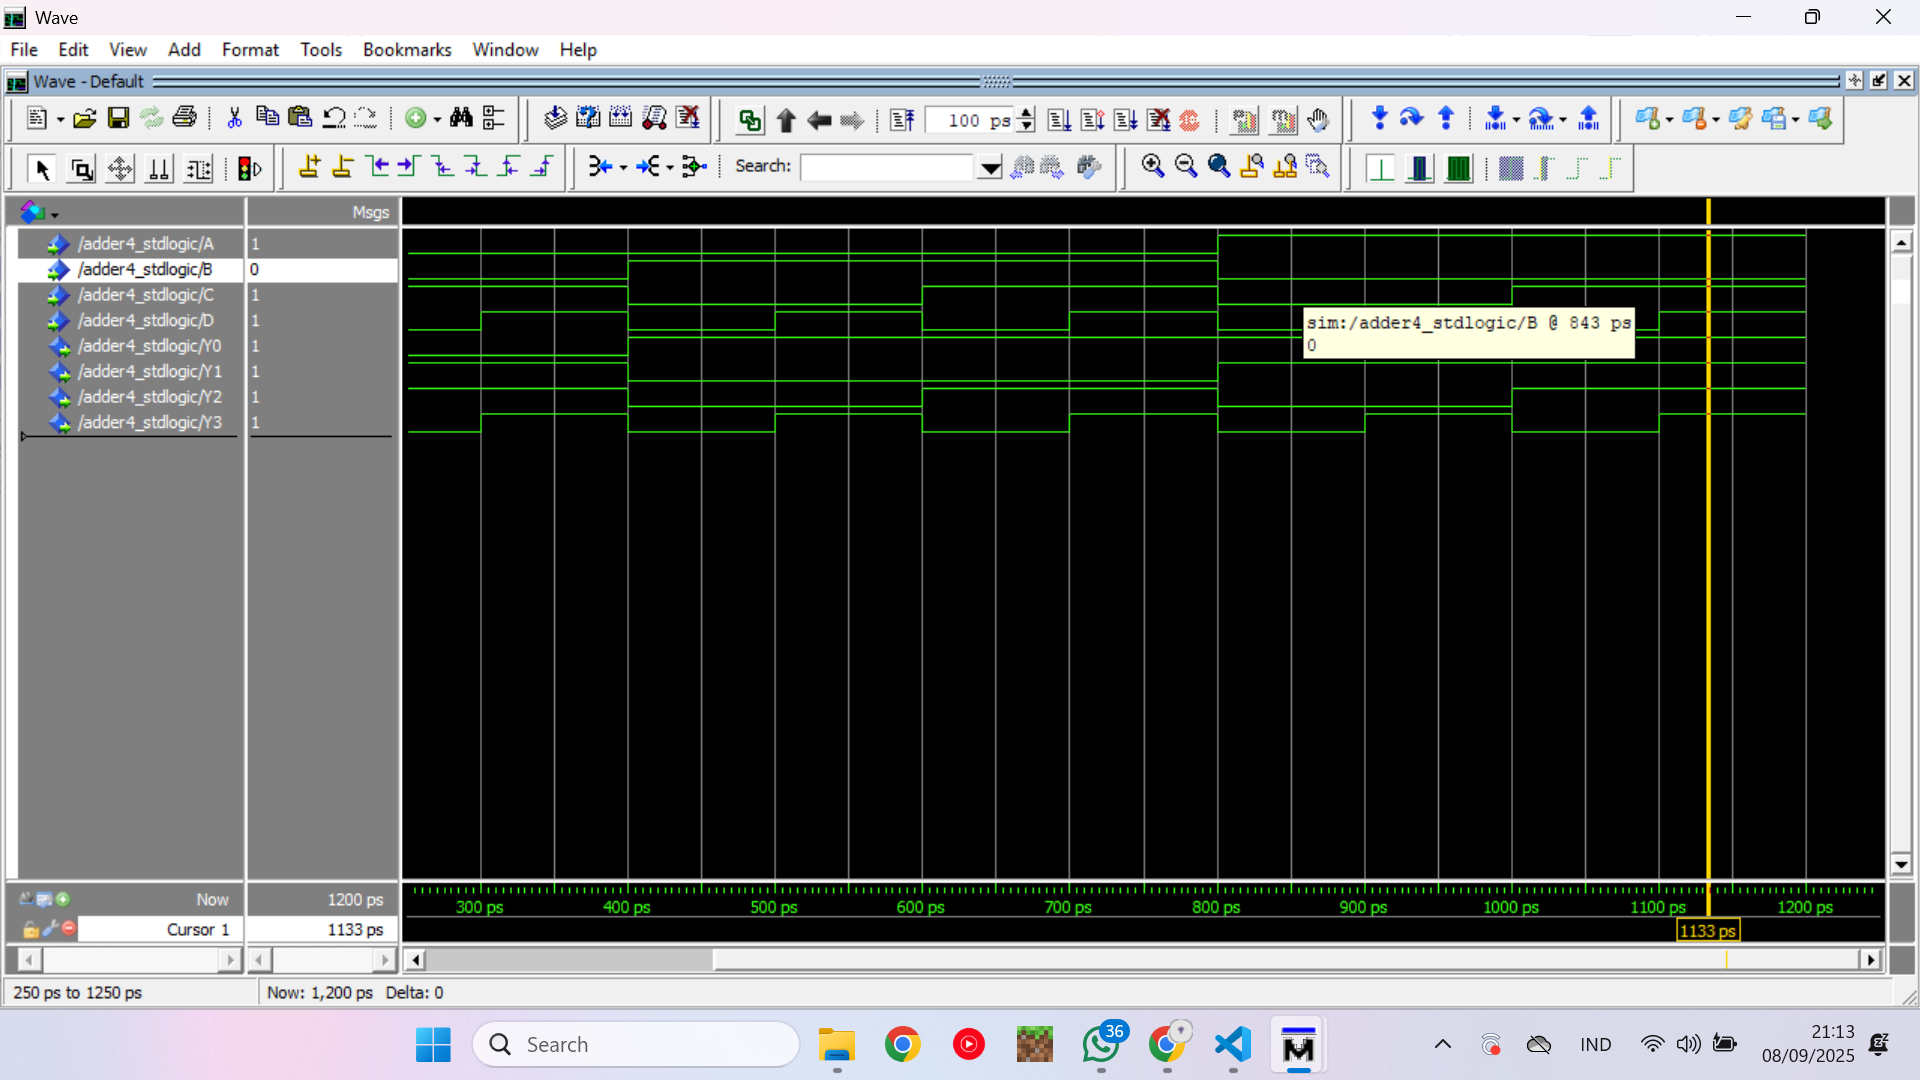 Wave
File Edit View Add Format Tools Bookmarks Window Help
Wave - Default
100 ps
Search:
Msgs
/adder4_stdlogic/A 1
/adder4_stdlogic/B 0
/adder4_stdlogic/C 1
/adder4_stdlogic/D 1
/adder4_stdlogic/Y0 1
/adder4_stdlogic/Y1 1
/adder4_stdlogic/Y2 1
/adder4_stdlogic/Y3 1
sim:/adder4_stdlogic/B @ 843 ps
0
Now 1200 ps
300 ps 400 ps 500 ps 600 ps 700 ps 800 ps 900 ps 1000 ps 1100 ps 1200 ps
Cursor 1 1133 ps
1133 ps
250 ps to 1250 ps Now: 1,200 ps Delta: 0
Search
36
IND
21:13
08/09/2025